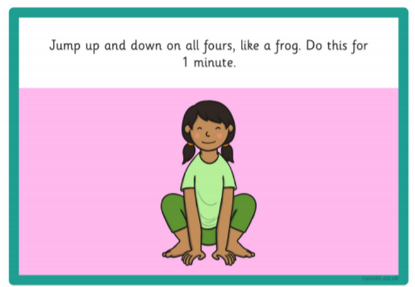 Jump up and down on all fours, like a frog. Do this for
1 minute.